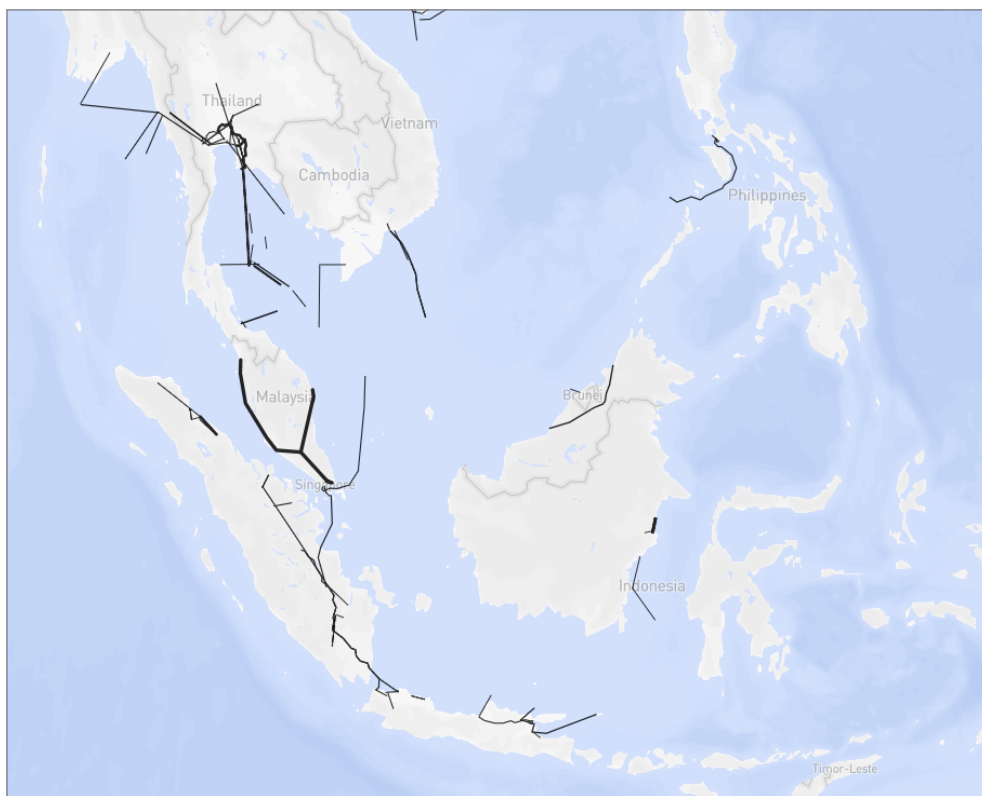 Thailand
Vietnam
Cambodia
Philippines
Malaysia
Brunei
Singapore
Indonesia
Timor-Leste